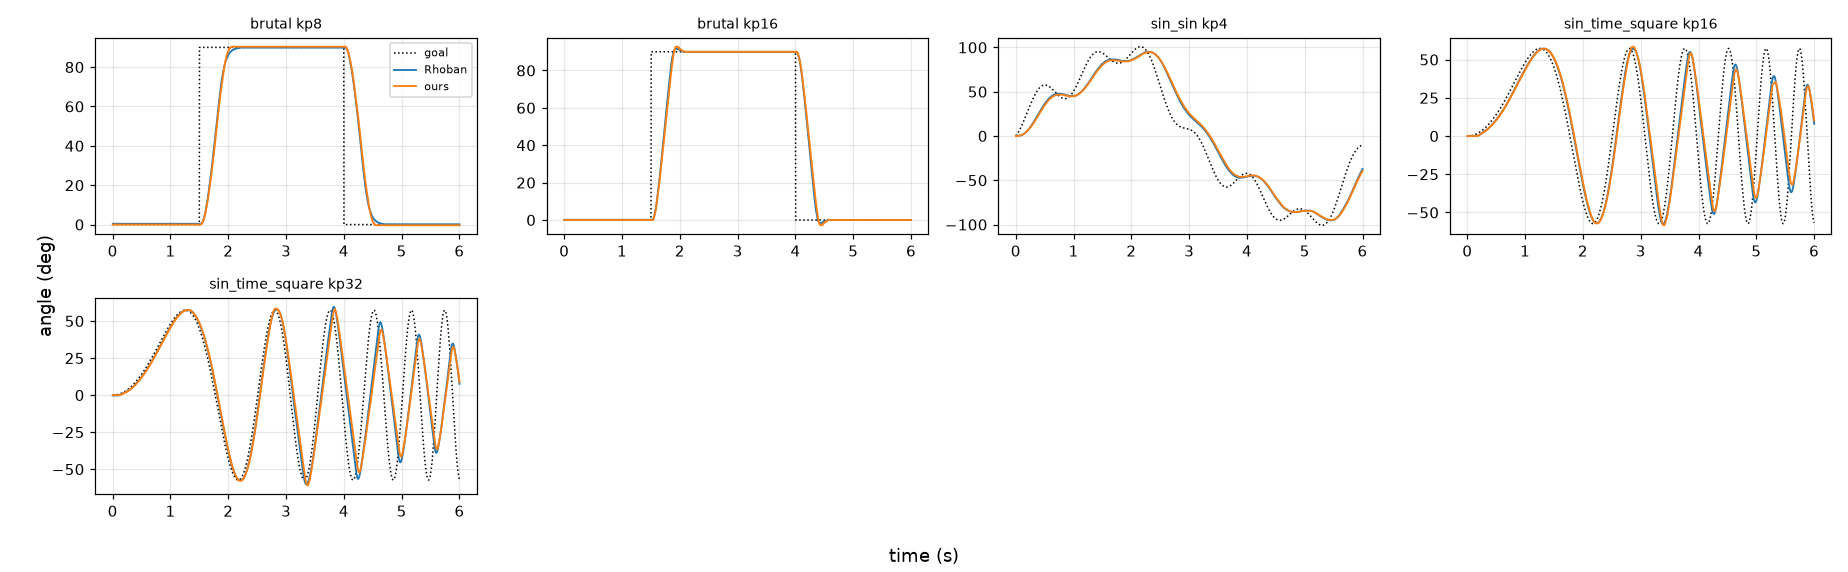 brutal kp8
goal
Rhoban
ours
80
60
40
20
0
0 1 2 3 4 5 6
brutal kp16
80
60
40
20
0
0 1 2 3 4 5 6
sin_sin kp4
100
50
0
−50
−100
0 1 2 3 4 5 6
sin_time_square kp16
50
25
0
−25
−50
0 1 2 3 4 5 6
sin_time_square kp32
50
25
0
−25
−50
0 1 2 3 4 5 6
angle (deg)
time (s)